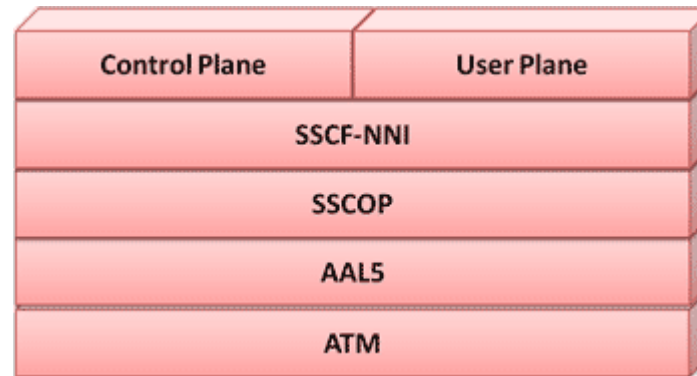 Control Plane User Plane
SSCF-NNI
SSCOP
AAL5
ATM